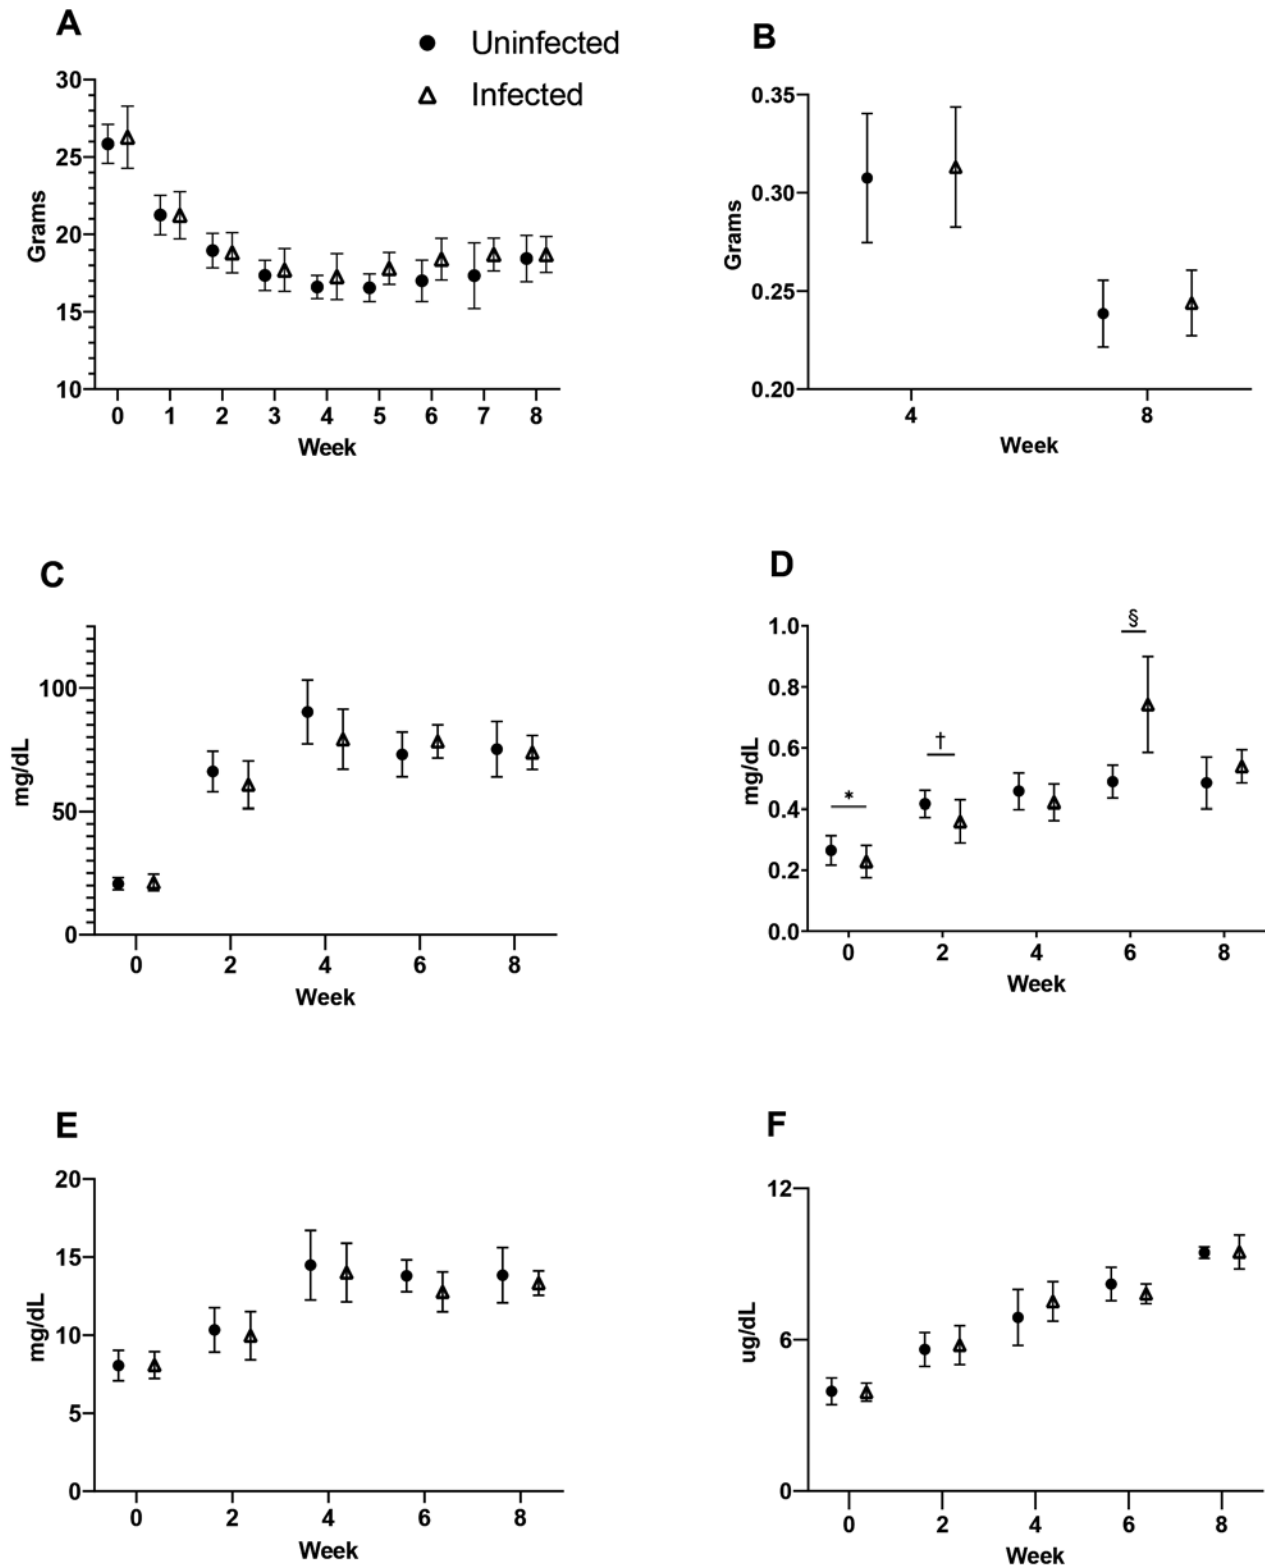 A
Uninfected
Infected
30
25
20
15
10
Grams
0 1 2 3 4 5 6 7 8
Week
B
0.35
0.30
0.25
0.20
Grams
4 8
Week
C
100
50
0
mg/dL
0 2 4 6 8
Week
D
1.0
0.8
0.6
0.4
0.2
0.0
mg/dL
* † §
0 2 4 6 8
Week
E
20
15
10
5
0
mg/dL
0 2 4 6 8
Week
F
12
6
0
ug/dL
0 2 4 6 8
Week